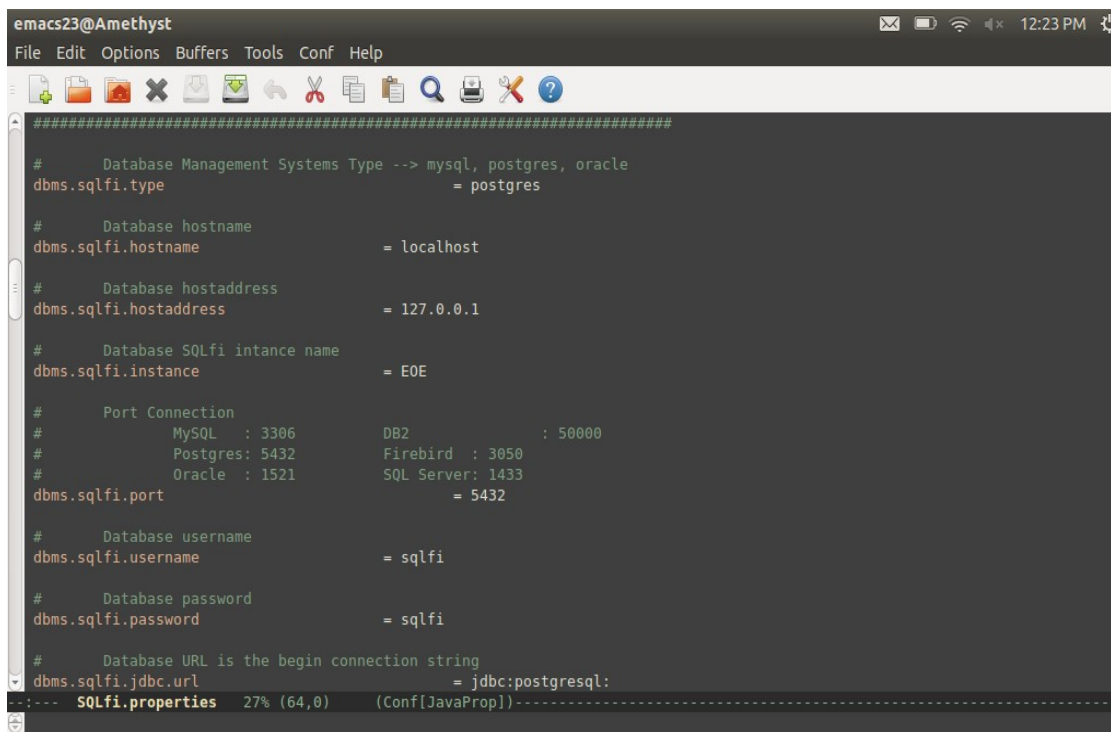 emacs23@Amethyst 12:23 PM
File Edit Options Buffers Tools Conf Help
#########################################################################
# Database Management Systems Type --> mysql, postgres, oracle
dbms.sqlfi.type = postgres
# Database hostname
dbms.sqlfi.hostname = localhost
# Database hostaddress
dbms.sqlfi.hostaddress = 127.0.0.1
# Database SQLfi intance name
dbms.sqlfi.instance = EOE
# Port Connection
# MySQL : 3306 DB2 : 50000
# Postgres: 5432 Firebird : 3050
# Oracle : 1521 SQL Server: 1433
dbms.sqlfi.port = 5432
# Database username
dbms.sqlfi.username = sqlfi
# Database password
dbms.sqlfi.password = sqlfi
# Database URL is the begin connection string
dbms.sqlfi.jdbc.url = jdbc:postgresql:
--:--- SQLfi.properties 27% (64,0) (Conf[JavaProp])--------------------------------------------------------------------